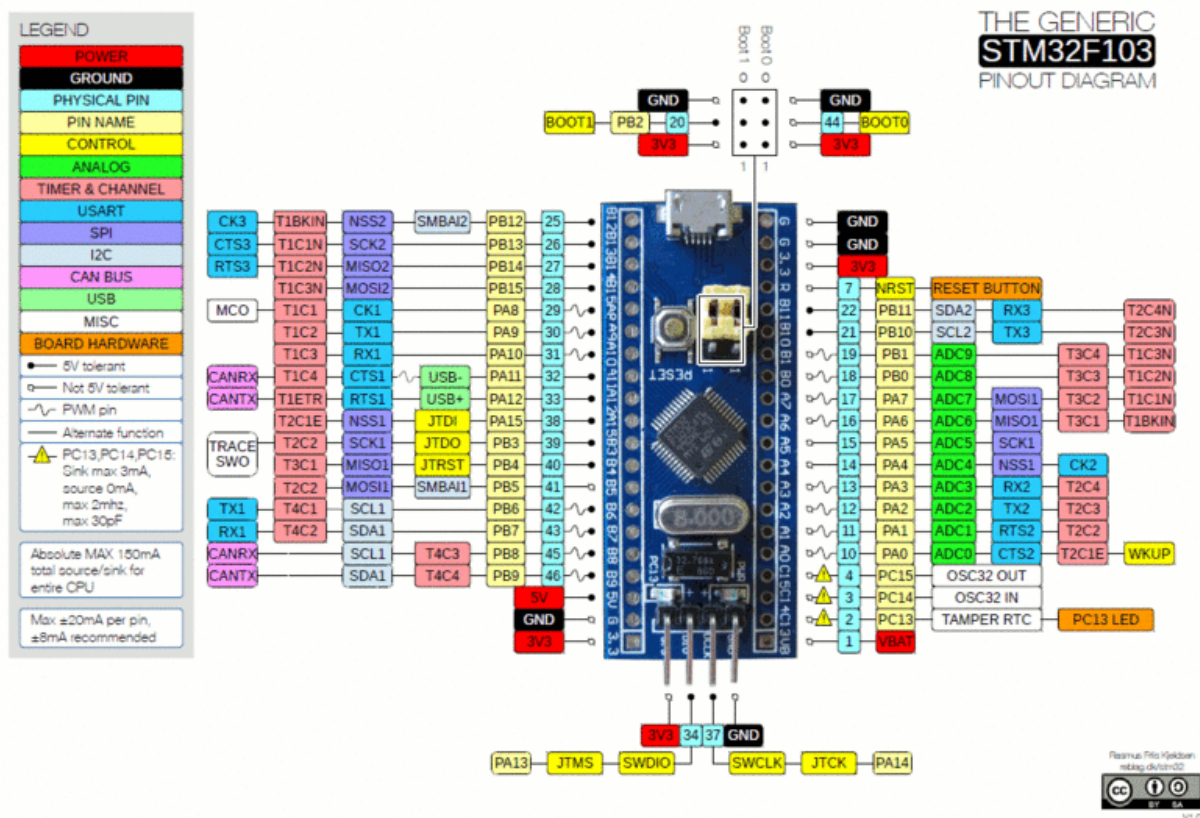 LEGEND
POWER
GROUND
PHYSICAL PIN
PIN NAME
CONTROL
ANALOG
TIMER & CHANNEL
USART
SPI
I2C
CAN BUS
USB
MISC
BOARD HARDWARE
5V tolerant
Not 5V tolerant
PWM pin
Alternate function
PC13,PC14,PC15:
Sink max 3mA,
source 0mA,
max 2mhz,
max 30pF
Absolute MAX 150mA
total source/sink for
entire CPU
Max ±20mA per pin,
±8mA recommended
THE GENERIC
STM32F103
PINOUT DIAGRAM
Boot 1 Boot 0
GND GND
BOOT1 PB2 20 44 BOOT0
3V3 3V3
1 1
CK3 T1BKIN NSS2 SMBAI2 PB12 25
CTS3 T1C1N SCK2 PB13 26
RTS3 T1C2N MISO2 PB14 27
T1C3N MOSI2 PB15 28
MCO T1C1 CK1 PA8 29
T1C2 TX1 PA9 30
T1C3 RX1 PA10 31
CANRX T1C4 CTS1 USB- PA11 32
CANTX T1ETR RTS1 USB+ PA12 33
T2C1E NSS1 JTDI PA15 38
TRACE SWO T2C2 SCK1 JTDO PB3 39
T3C1 MISO1 JTRST PB4 40
T2C2 MOSI1 SMBAI1 PB5 41
TX1 T4C1 SCL1 PB6 42
RX1 T4C2 SDA1 PB7 43
CANRX SCL1 T4C3 PB8 45
CANTX SDA1 T4C4 PB9 46
5V
GND
3V3
RESET
8.000
PC13
GND
GND
3V3
7 NRST RESET BUTTON
22 PB11 SDA2 RX3 T2C4N
21 PB10 SCL2 TX3 T2C3N
19 PB1 ADC9 T3C4 T1C3N
18 PB0 ADC8 T3C3 T1C2N
17 PA7 ADC7 MOSI1 T3C2 T1C1N
16 PA6 ADC6 MISO1 T3C1 T1BKIN
15 PA5 ADC5 SCK1
14 PA4 ADC4 NSS1 CK2
13 PA3 ADC3 RX2 T2C4
12 PA2 ADC2 TX2 T2C3
11 PA1 ADC1 RTS2 T2C2
10 PA0 ADC0 CTS2 T2C1E WKUP
4 PC15 OSC32 OUT
3 PC14 OSC32 IN
2 PC13 TAMPER RTC PC13 LED
1 VBAT
3V3 34 37 GND
PA13 JTMS SWDIO SWCLK JTCK PA14
Rasmus Friis Kjeldsen
reblag.dk/stm32
CC BY SA